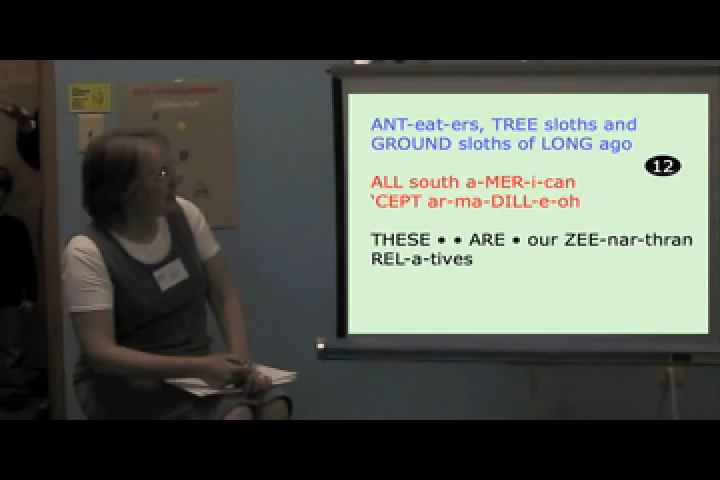 ANT-eat-ers, TREE sloths and
GROUND sloths of LONG ago
12
ALL south a-MER-i-can
‘CEPT ar-ma-DILL-e-oh
THESE • • ARE • our ZEE-nar-thran
REL-a-tives